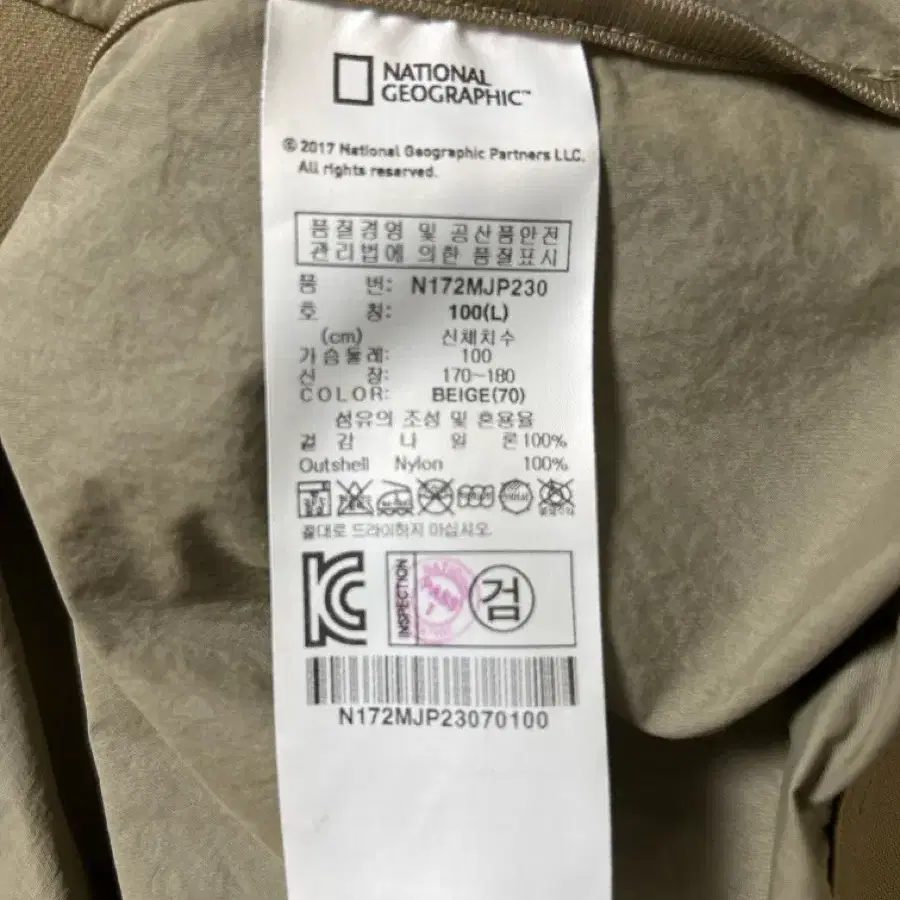 NATIONAL
GEOGRAPHIC™
© 2017 National Geographic Partners LLC.
All rights reserved.
품질경영 및 공산품안전
관리법에 의한 품질표시
품 번: N172MJP230
호 칭: 100(L)
(cm) 신체치수
가슴둘레: 100
신 장: 170~180
COLOR: BEIGE(70)
섬유의 조성 및 혼용율
겉 감 나 일 론 100%
Outshell Nylon 100%
절대로 드라이하지 마십시오.
INSPECTION
검
N172MJP23070100